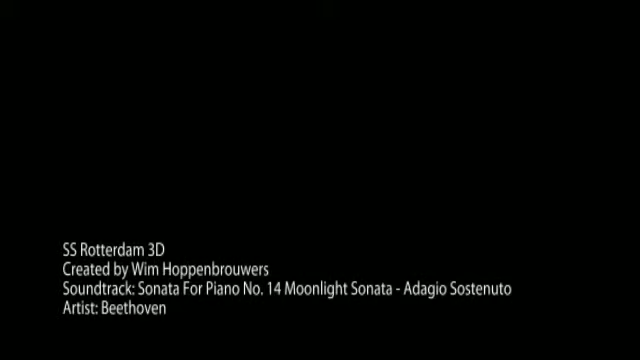 SS Rotterdam 3D
Created by Wim Hoppenbrouwers
Soundtrack: Sonata For Piano No. 14 Moonlight Sonata - Adagio Sostenuto
Artist: Beethoven